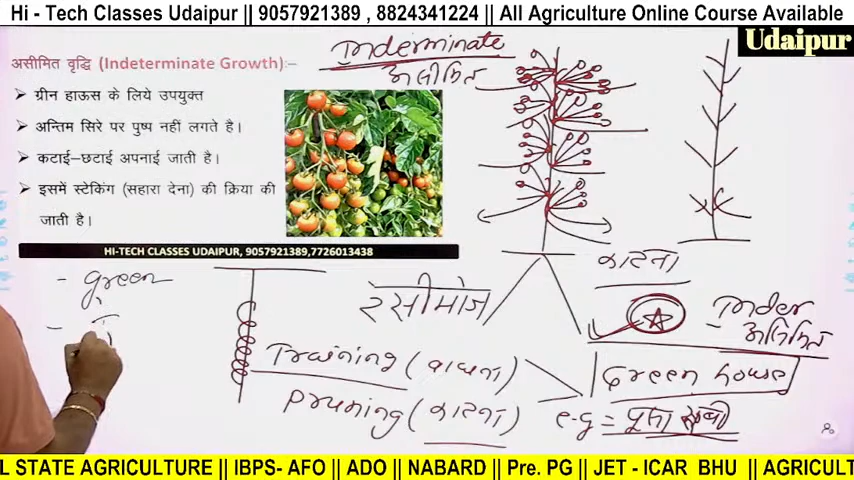 Hi - Tech Classes Udaipur || 9057921389 , 8824341224 || All Agriculture Online Course Available
Udaipur
असीमित वृद्धि (Indeterminate Growth):-
➤ ग्रीन हाऊस के लिये उपयुक्त
➤ अन्तिम सिरे पर पुष्प नहीं लगते है।
➤ कटाई–छटाई अपनाई जाती है।
➤ इसमें स्टेकिंग (सहारा देना) की क्रिया की
जाती है।
HI-TECH CLASSES UDAIPUR, 9057921389,7726013438
Inderminate
असीमित
काटना
- green
-
रेसीमोज
Inder
- असीमित
Training (बांधना)
Pruning (काटना)
Green house
e.g = पूसा रूबी
L STATE AGRICULTURE || IBPS- AFO || ADO || NABARD || Pre. PG || JET - ICAR BHU || AGRICULT